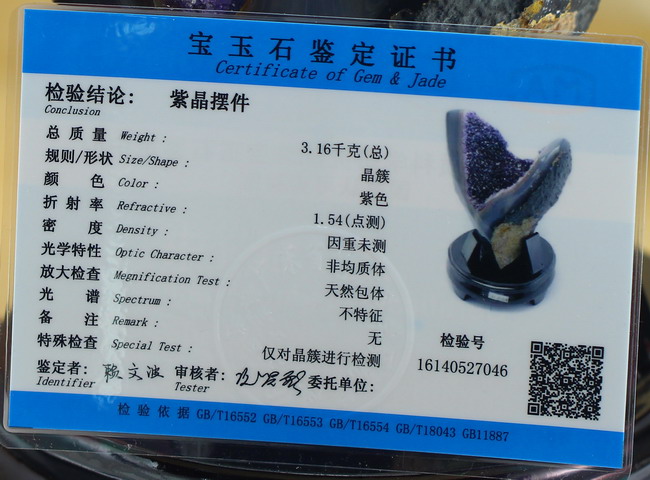 宝玉石鉴定证书
Certificate of Gem & Jade
检验结论： 紫晶摆件
Conclusion
总质量 Weight : 3.16千克(总)
规则/形状 Size/Shape : 晶簇
颜色 Color : 紫色
折射率 Refractive : 1.54(点测)
密度 Density : 因重未测
光学特性 Optic Character : 非均质体
放大检查 Megnification Test : 天然包体
光谱 Spectrum : 不特征
备注 Remark : 无
特殊检查 Special Test : 仅对晶簇进行检测
检验号
16140527046
鉴定者： 审核者： 委托单位：
Identifier Tester
检验依据 GB/T16552 GB/T16553 GB/T16554 GB/T18043 GB11887